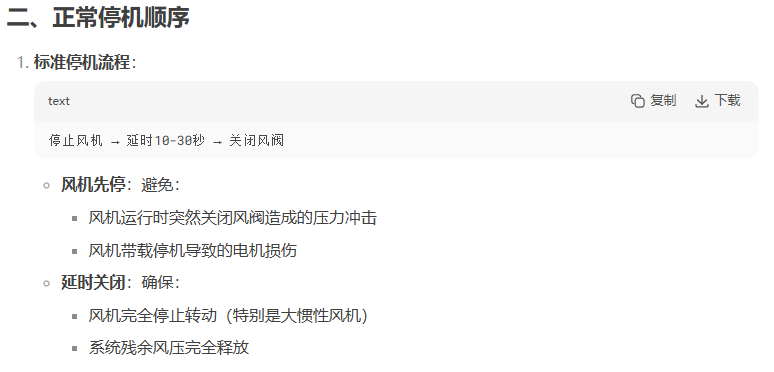 二、正常停机顺序
1. 标准停机流程：
text 复制 下载
停止风机 → 延时10-30秒 → 关闭风阀
风机先停：避免：
风机运行时突然关闭风阀造成的压力冲击
风机带载停机导致的电机损伤
延时关闭：确保：
风机完全停止转动（特别是大惯性风机）
系统残余风压完全释放